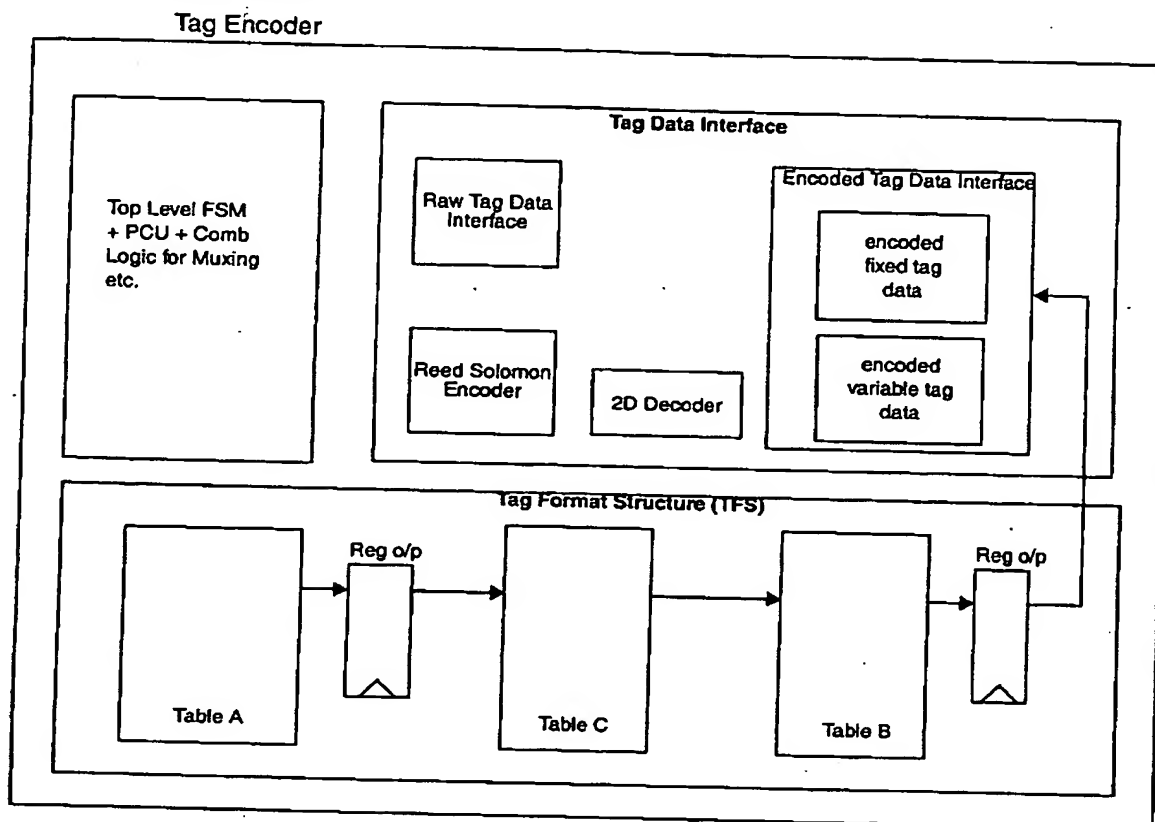 Tag Encoder
Top Level FSM
+ PCU + Comb
Logic for Muxing
etc.
Tag Data Interface
Raw Tag Data
Interface
Reed Solomon
Encoder
2D Decoder
Encoded Tag Data Interface
encoded
fixed tag
data
encoded
variable tag
data
Tag Format Structure (TFS)
Table A
Reg o/p
Table C
Table B
Reg o/p